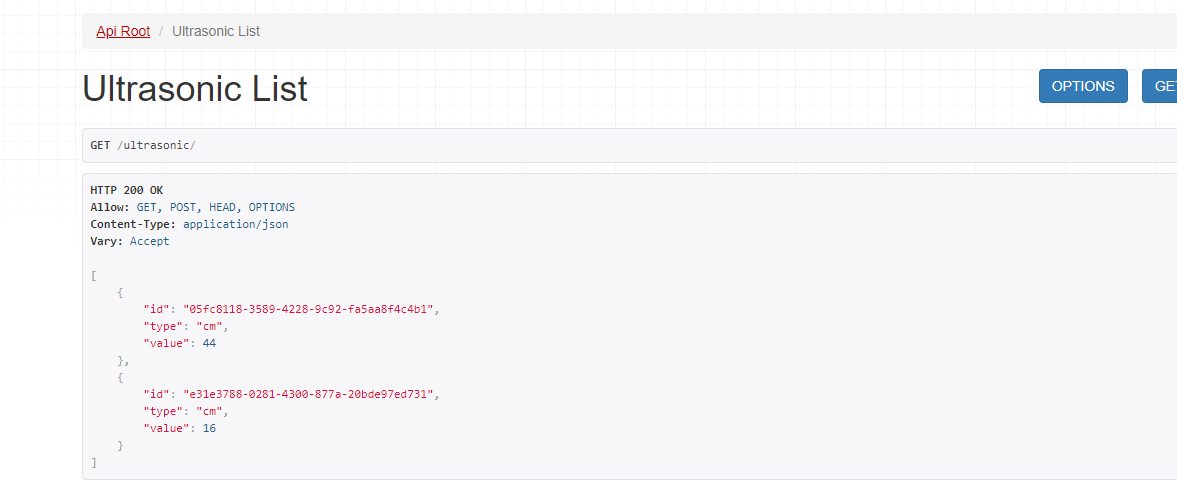 Api Root / Ultrasonic List
Ultrasonic List
OPTIONS
GET
GET /ultrasonic/
HTTP 200 OK
Allow: GET, POST, HEAD, OPTIONS
Content-Type: application/json
Vary: Accept
[
{
"id": "05fc8118-3589-4228-9c92-fa5aa8f4c4b1",
"type": "cm",
"value": 44
},
{
"id": "e31e3788-0281-4300-877a-20bde97ed731",
"type": "cm",
"value": 16
}
]